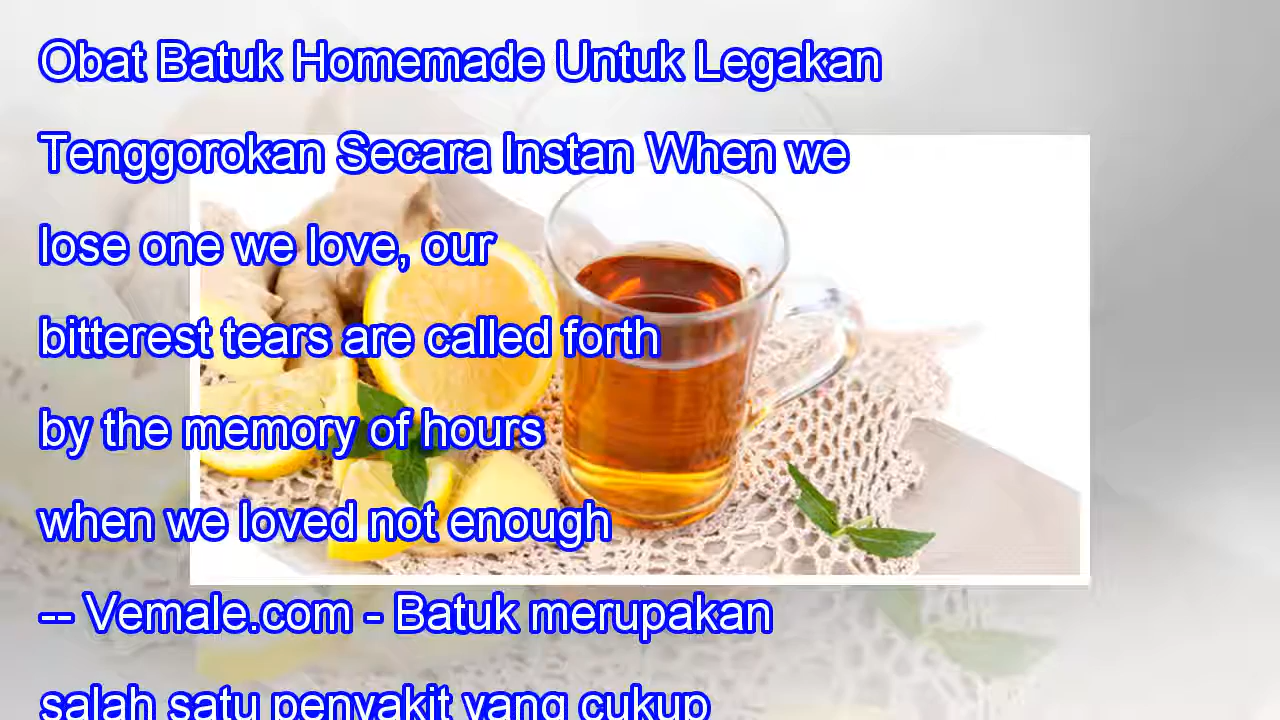 Obat Batuk Homemade Untuk Legakan
Tenggorokan Secara Instan When we
lose one we love, our
bitterest tears are called forth
by the memory of hours
when we loved not enough
-- Vemale.com - Batuk merupakan
salah satu penyakit yang cukup